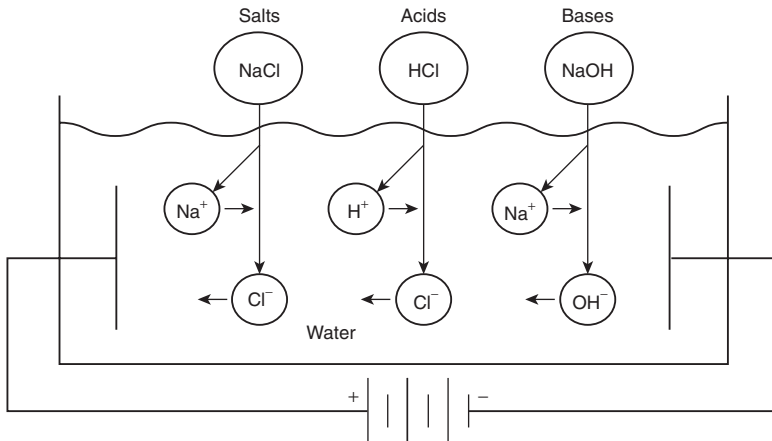 Salts Acids Bases
NaCl HCl NaOH
Na⁺ H⁺ Na⁺
Cl⁻ Cl⁻ OH⁻
Water
+ −